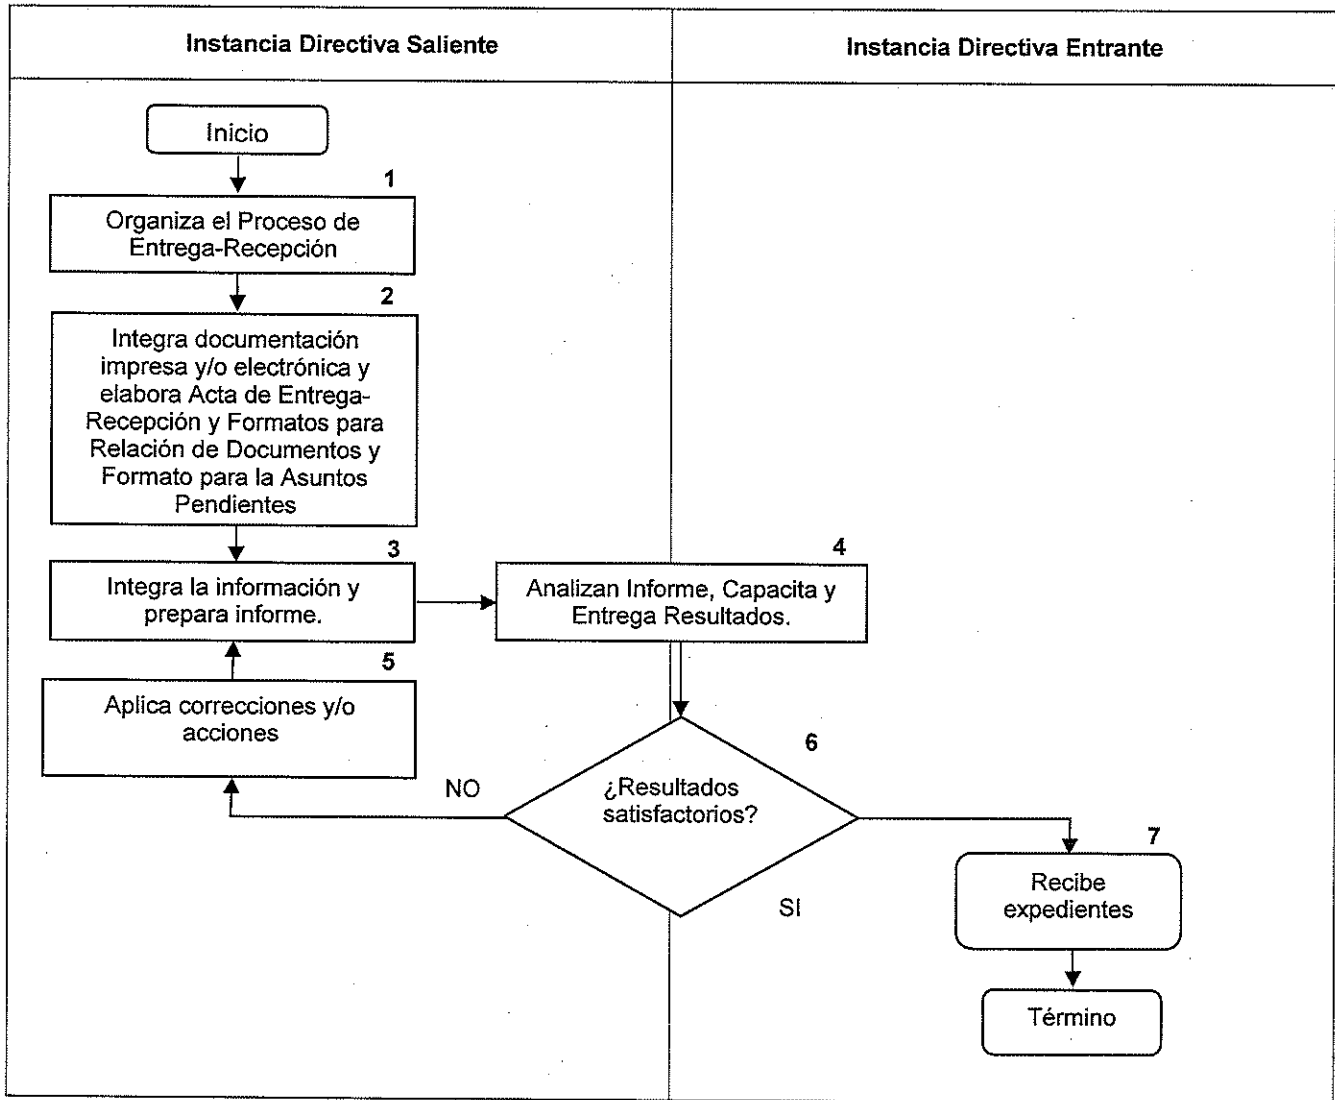 Instancia Directiva Saliente
Instancia Directiva Entrante
Inicio
1
Organiza el Proceso de
Entrega-Recepción
2
Integra documentación
impresa y/o electrónica y
elabora Acta de Entrega-
Recepción y Formatos para
Relación de Documentos y
Formato para la Asuntos
Pendientes
3
Integra la información y
prepara informe.
4
Analizan Informe, Capacita y
Entrega Resultados.
5
Aplica correcciones y/o
acciones
6
¿Resultados
satisfactorios?
NO
SI
7
Recibe
expedientes
Término